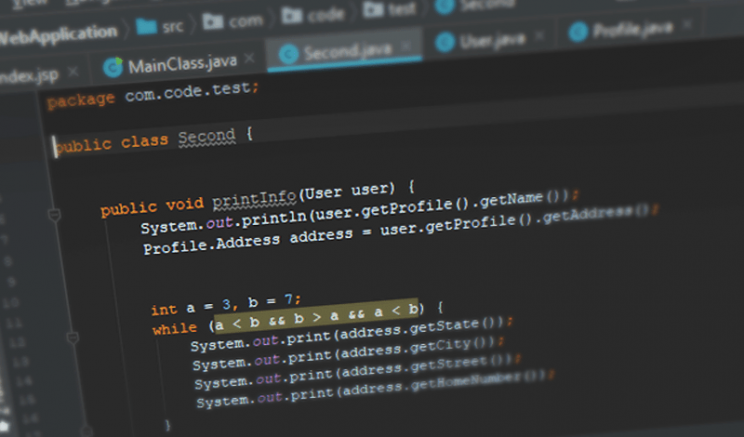 View
WebApplication src com code test Second
index.jsp MainClass.java Second.java User.java Profile.java
package com.code.test;
public class Second {
public void printInfo(User user) {
System.out.println(user.getProfile().getName());
Profile.Address address = user.getProfile().getAddress();
int a = 3, b = 7;
while (a < b && b > a && a < b) {
System.out.print(address.getState());
System.out.print(address.getCity());
System.out.print(address.getStreet());
System.out.print(address.getHomeNumber());
}